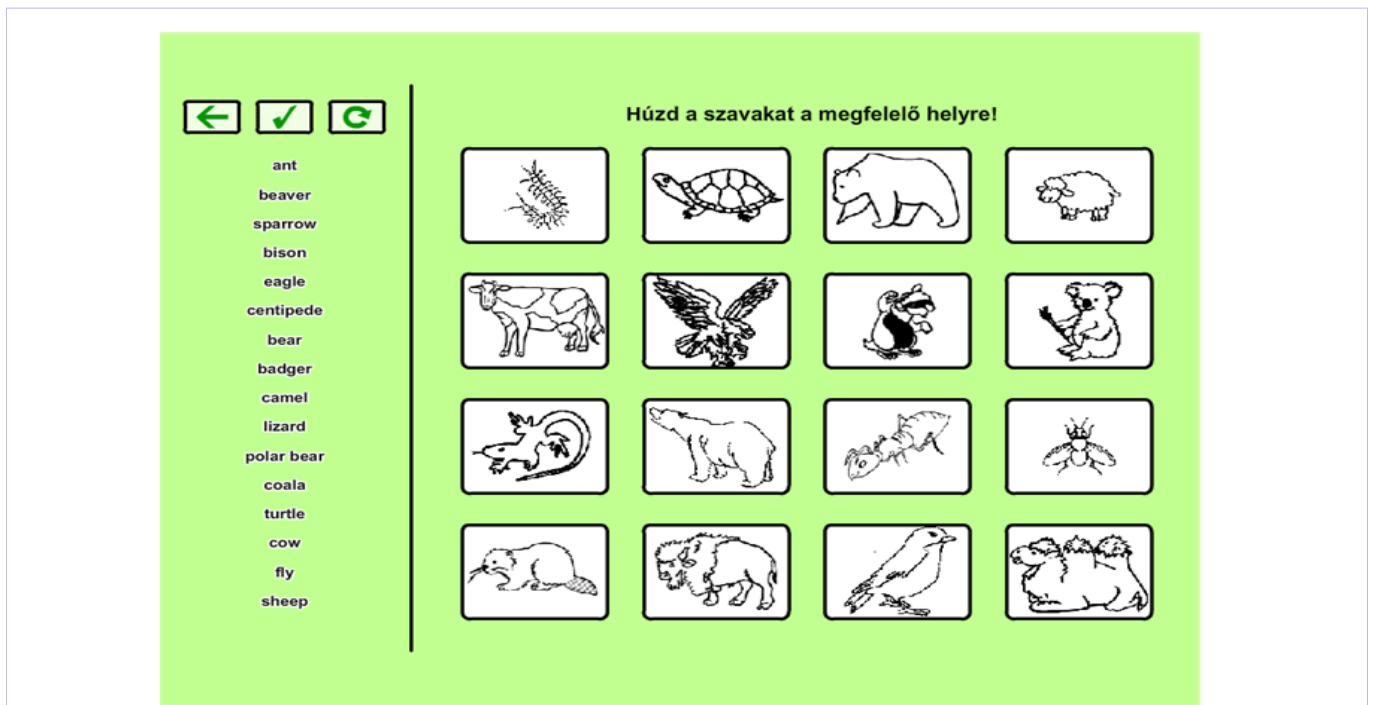 Húzd a szavakat a megfelelő helyre!
ant
beaver
sparrow
bison
eagle
centipede
bear
badger
camel
lizard
polar bear
coala
turtle
cow
fly
sheep